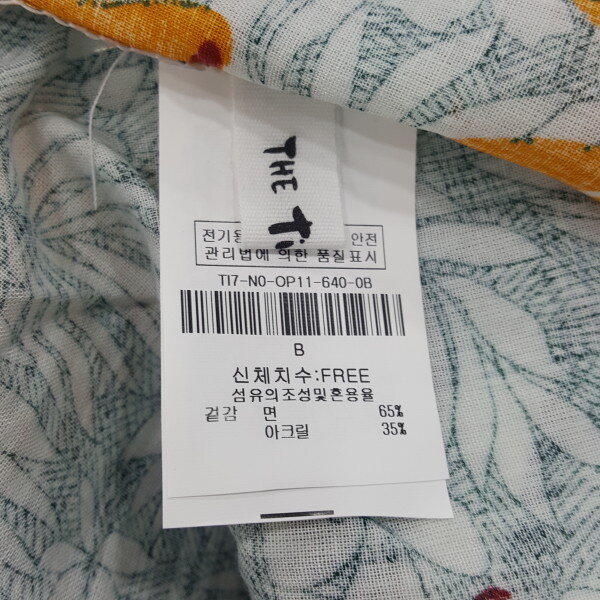 THE
전기용 안전
관리법에 의한 품질표시
TI7-N0-OP11-640-0B
B
신체치수:FREE
섬유의조성및혼용율
겉감 면 65%
아크릴 35%